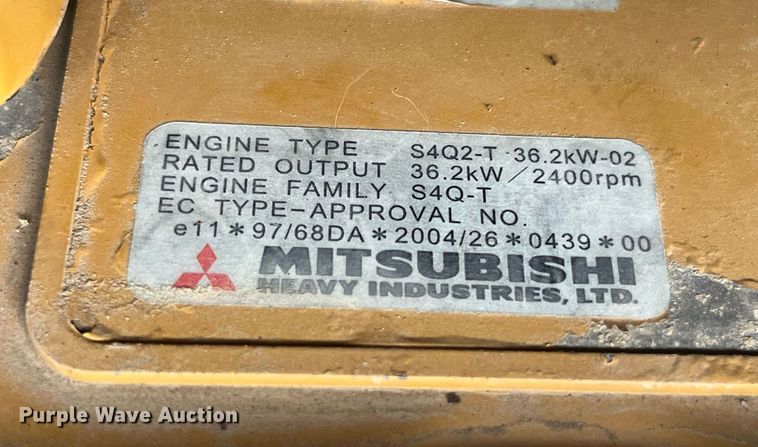 ENGINE TYPE S4Q2-T 36.2kW-02
RATED OUTPUT 36.2kW/2400rpm
ENGINE FAMILY S4Q-T
EC TYPE-APPROVAL NO.
e11*97/68DA*2004/26*0439*00
MITSUBISHI
HEAVY INDUSTRIES, LTD.
Purple Wave Auction